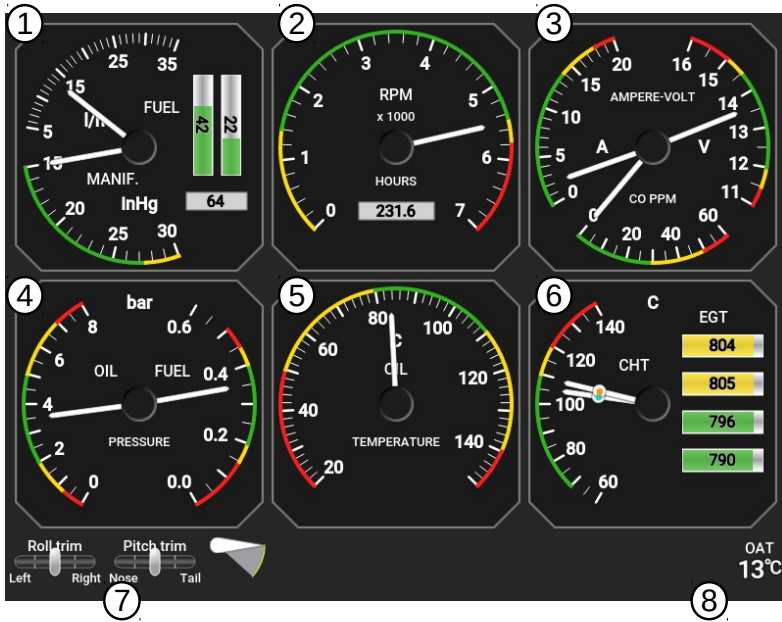 1
25
35
15
5
l/h
FUEL
42
22
15
MANIF.
InHg
64
20
25
30
2
3
4
2
5
RPM
x 1000
1
6
HOURS
0
231.6
7
3
20
16
15
15
AMPERE-VOLT
14
10
13
A
V
5
12
0
CO PPM
11
0
60
20
40
4
bar
8
0.6
6
OIL
FUEL
0.4
4
PRESSURE
2
0.2
0
0.0
5
80
100
60
C
OIL
120
40
TEMPERATURE
140
20
6
C
EGT
140
804
120
CHT
805
100
796
80
790
60
Roll trim
Left
Right
Pitch trim
Nose
Tail
OAT
13°C
7
8